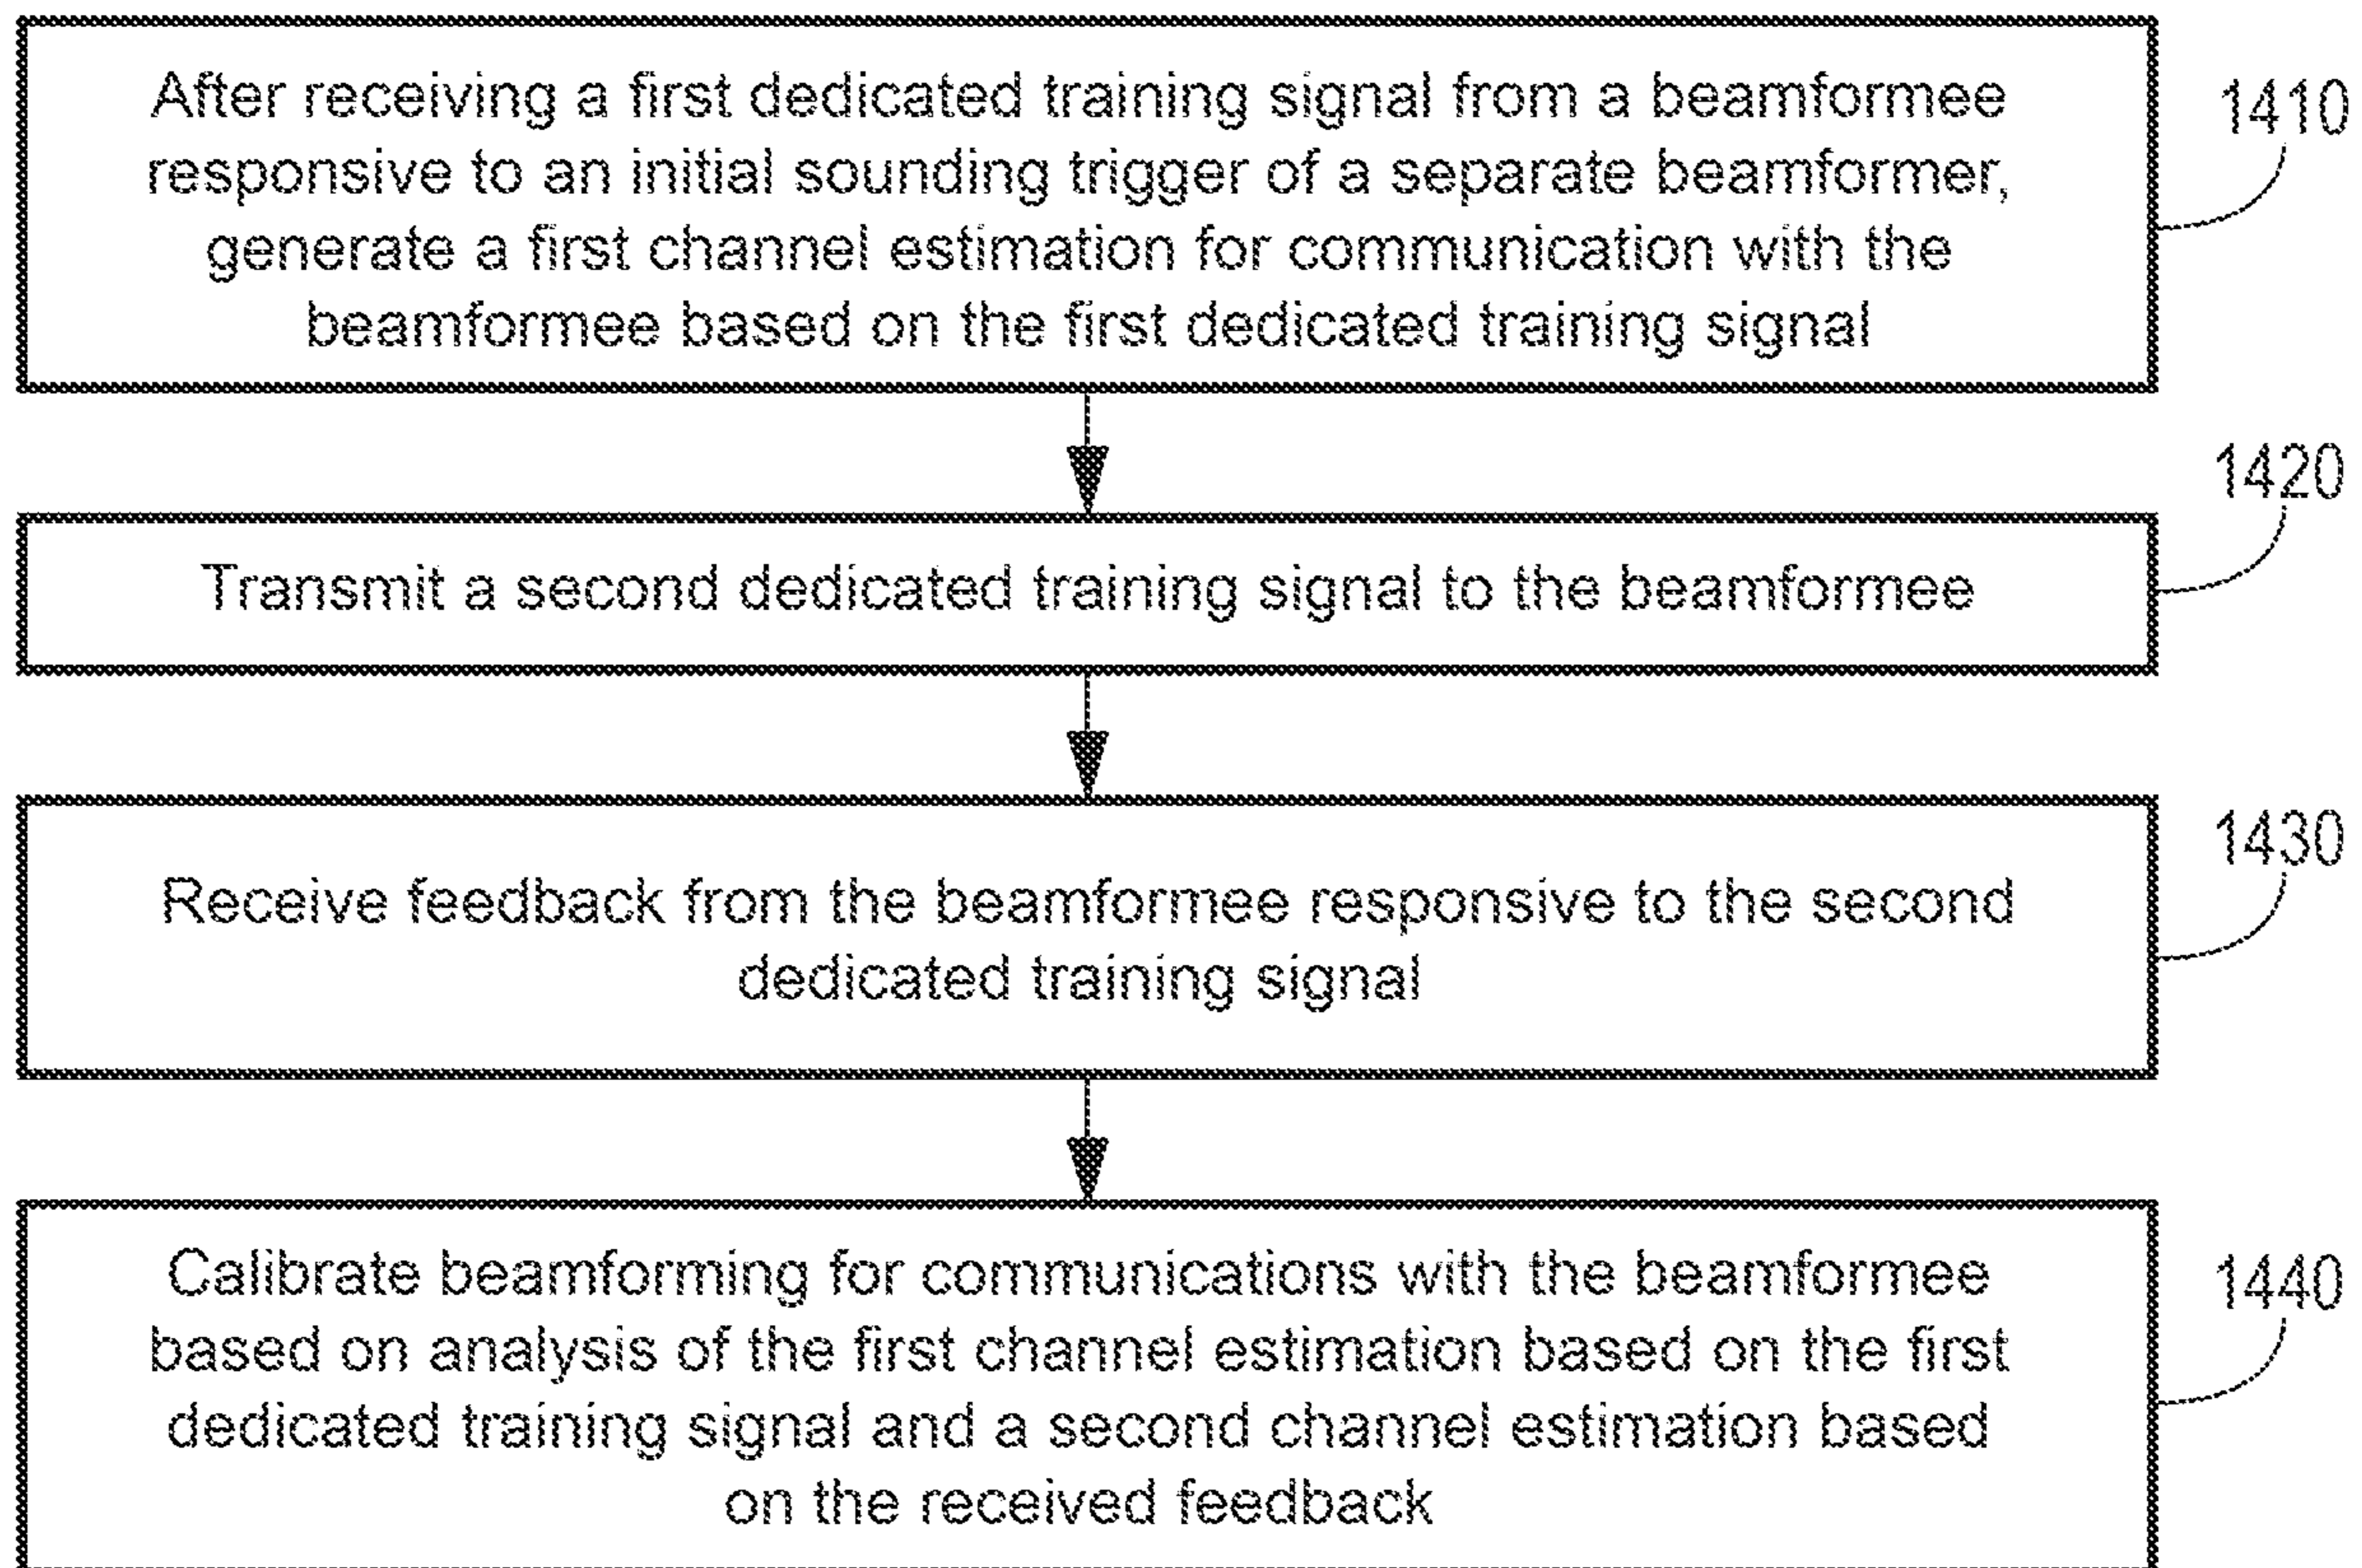 After receiving a first dedicated training signal from a beamformee
responsive to an initial sounding trigger of a separate beamformer,
generate a first channel estimation for communication with the
beamformee based on the first dedicated training signal
1410
Transmit a second dedicated training signal to the beamformee
1420
Receive feedback from the beamformee responsive to the second
dedicated training signal
1430
Calibrate beamforming for communications with the beamformee
based on analysis of the first channel estimation based on the first
dedicated training signal and a second channel estimation based
on the received feedback
1440